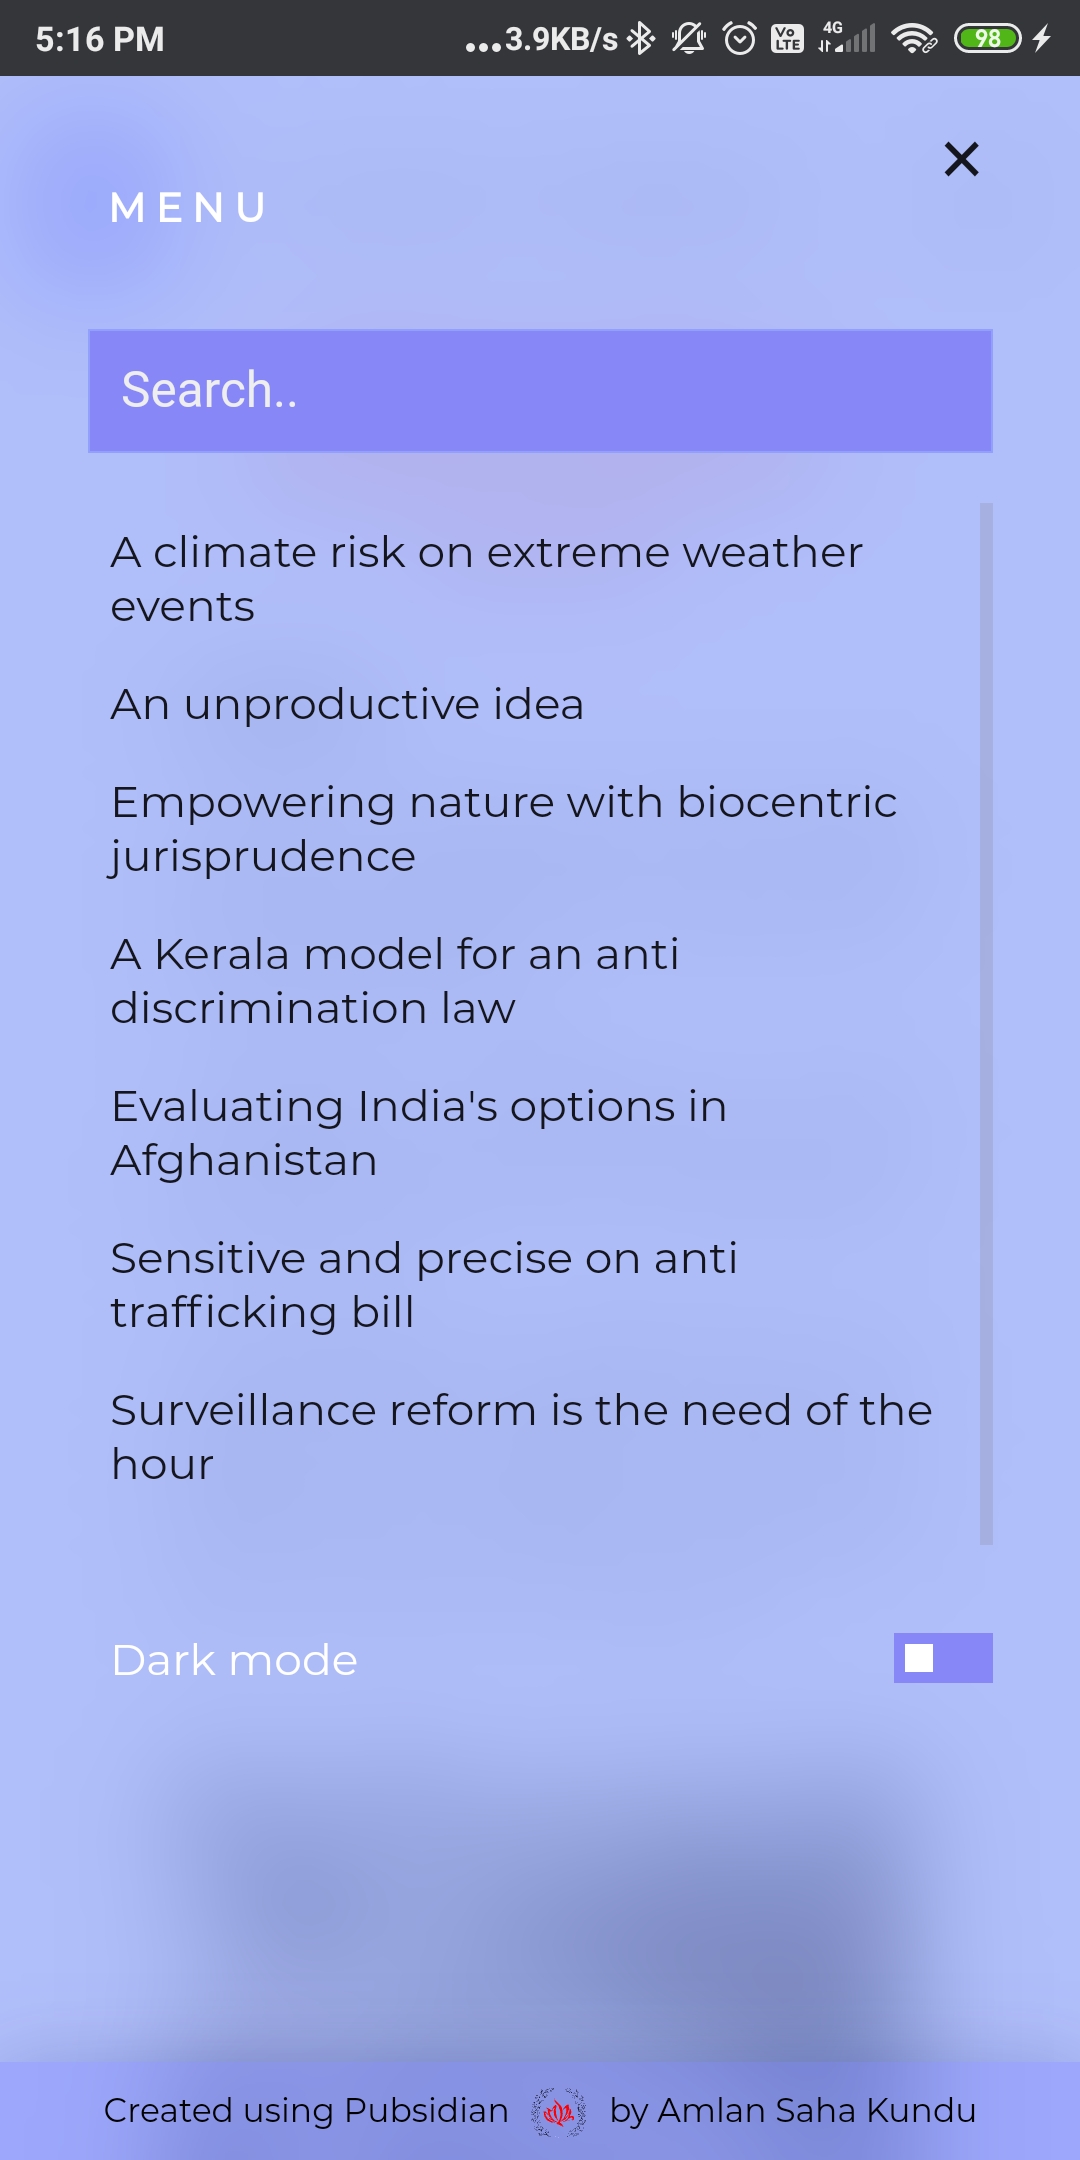 5:16 PM
...3.9KB/s Vo LTE 4G 98
MENU
Search..
A climate risk on extreme weather
events
An unproductive idea
Empowering nature with biocentric
jurisprudence
A Kerala model for an anti
discrimination law
Evaluating India's options in
Afghanistan
Sensitive and precise on anti
trafficking bill
Surveillance reform is the need of the
hour
Dark mode
Created using Pubsidian by Amlan Saha Kundu